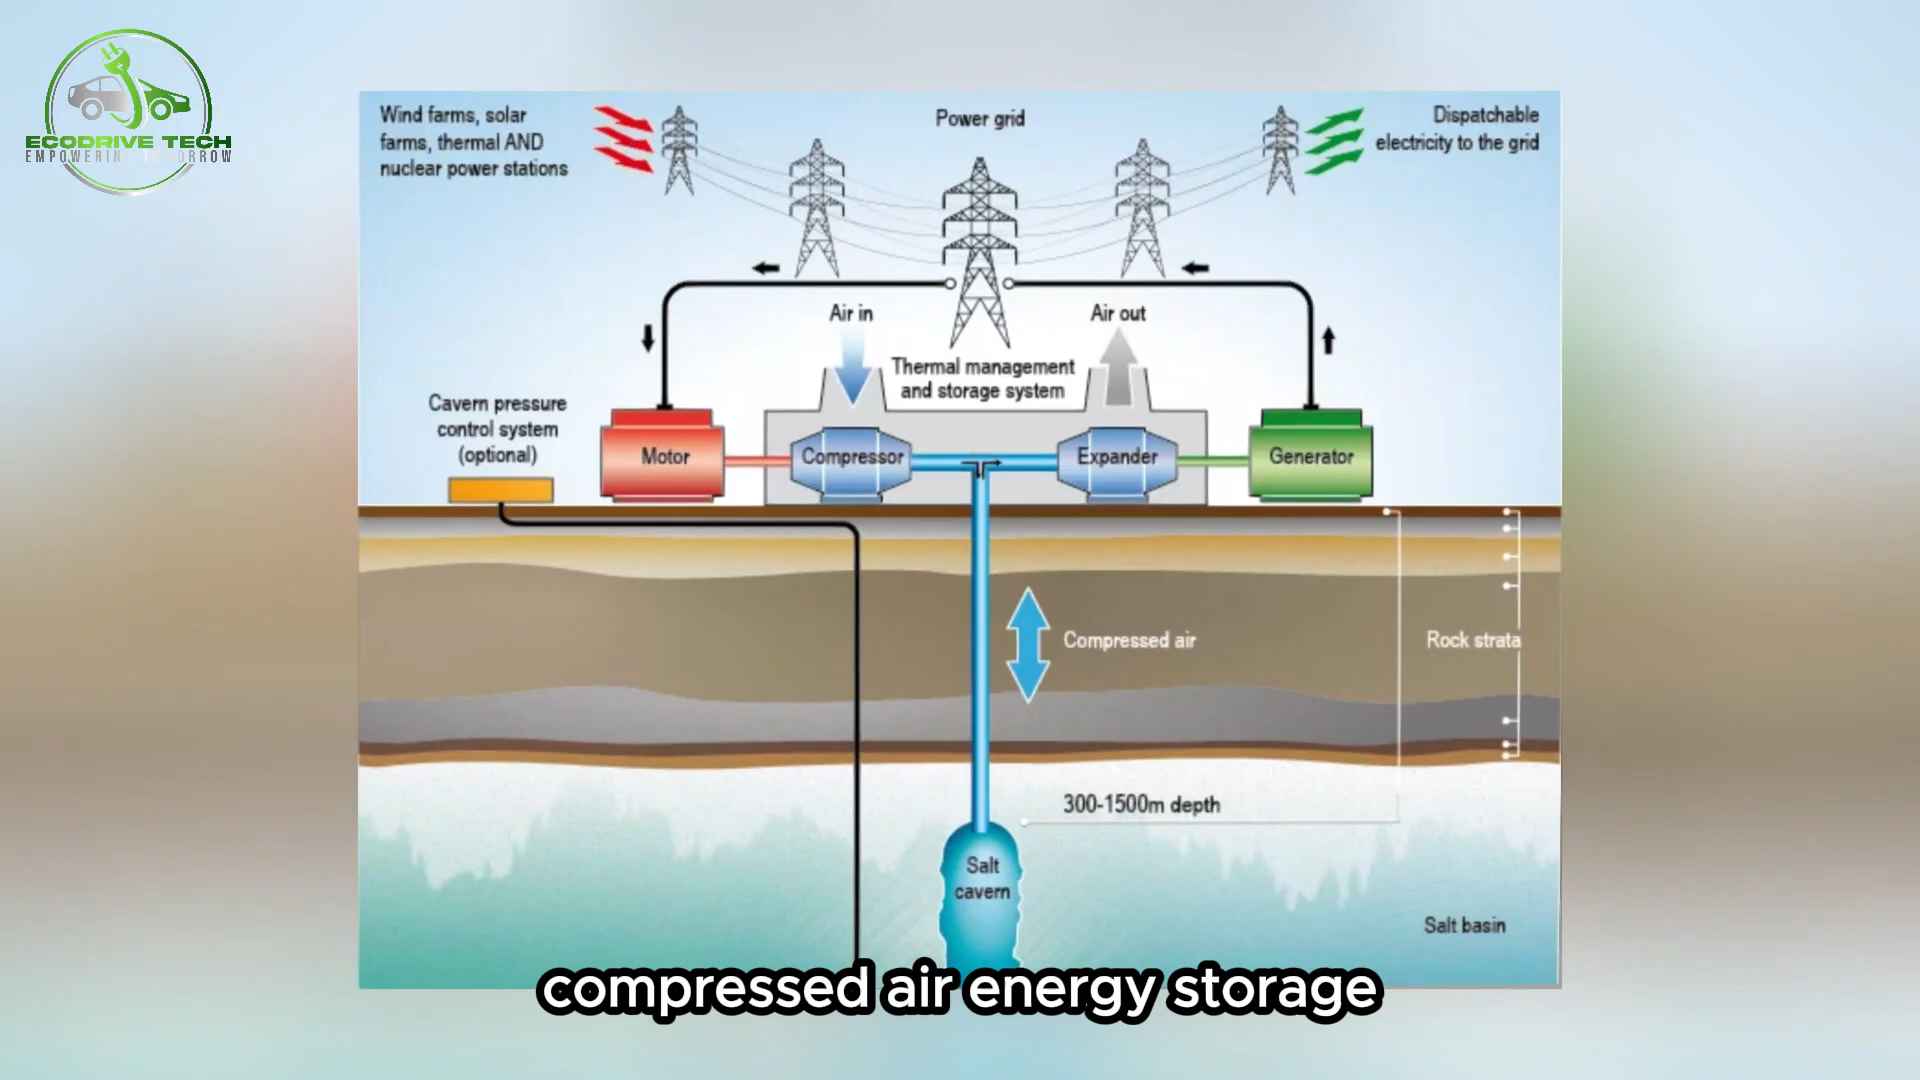 ECODRIVE TECH
EMPOWERING TOMORROW
Wind farms, solar
farms, thermal AND
nuclear power stations
Power grid
Dispatchable
electricity to the grid
Air in
Air out
Thermal management
and storage system
Cavern pressure
control system
(optional)
Motor
Compressor
Expander
Generator
Compressed air
Rock strata
300-1500m depth
Salt
cavern
Salt basin
compressed air energy storage